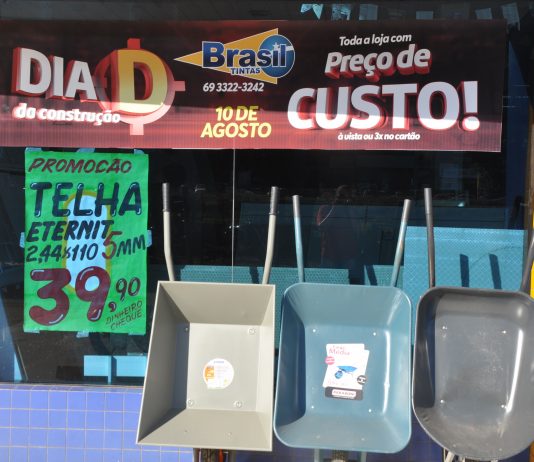 DIA D
da construção
Brasil
TINTAS
69 3322-3242
10 DE
AGOSTO
Toda a loja com
Preço de
CUSTO!
à vista ou 3x no cartão
PROMOCÃO
TELHA
ETERNIT
2,44x110 5MM
39,90
DINHEIRO
CHEQUE